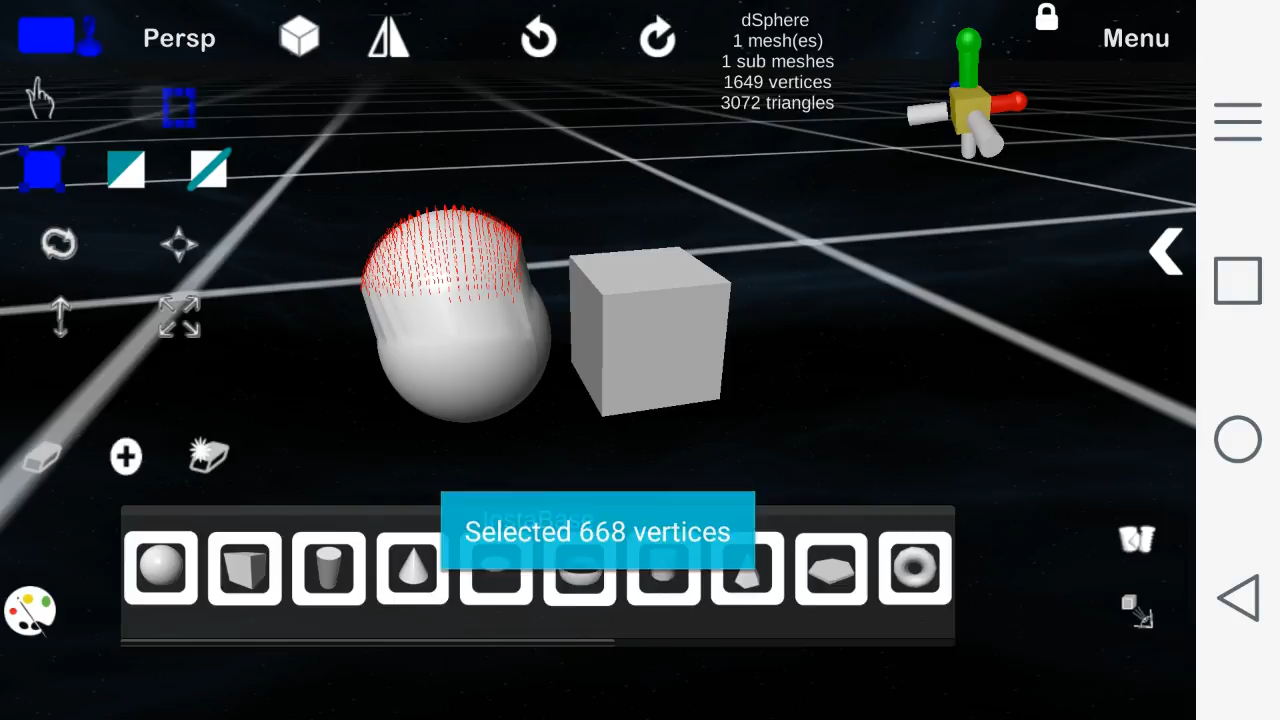 Persp
dSphere
1 mesh(es)
1 sub meshes
1649 vertices
3072 triangles
Menu
Selected 668 vertices